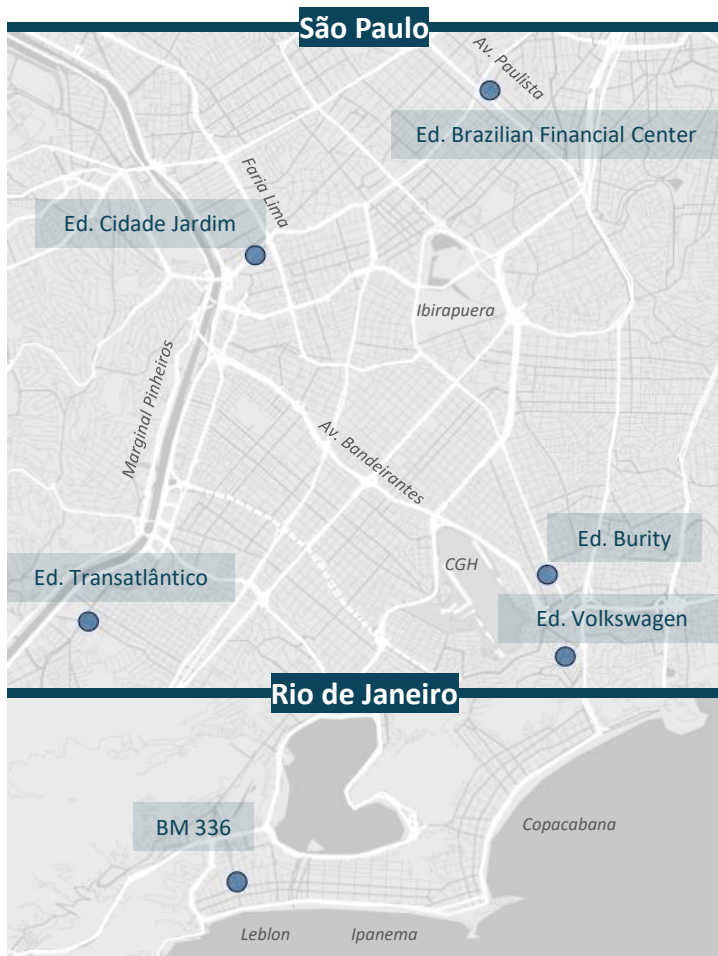 São Paulo
Av. Paulista
Ed. Brazilian Financial Center
Faria Lima
Ed. Cidade Jardim
Ibirapuera
Marginal Pinheiros
Av. Bandeirantes
Ed. Burity
CGH
Ed. Transatlântico
Ed. Volkswagen
Rio de Janeiro
BM 336
Copacabana
Leblon
Ipanema